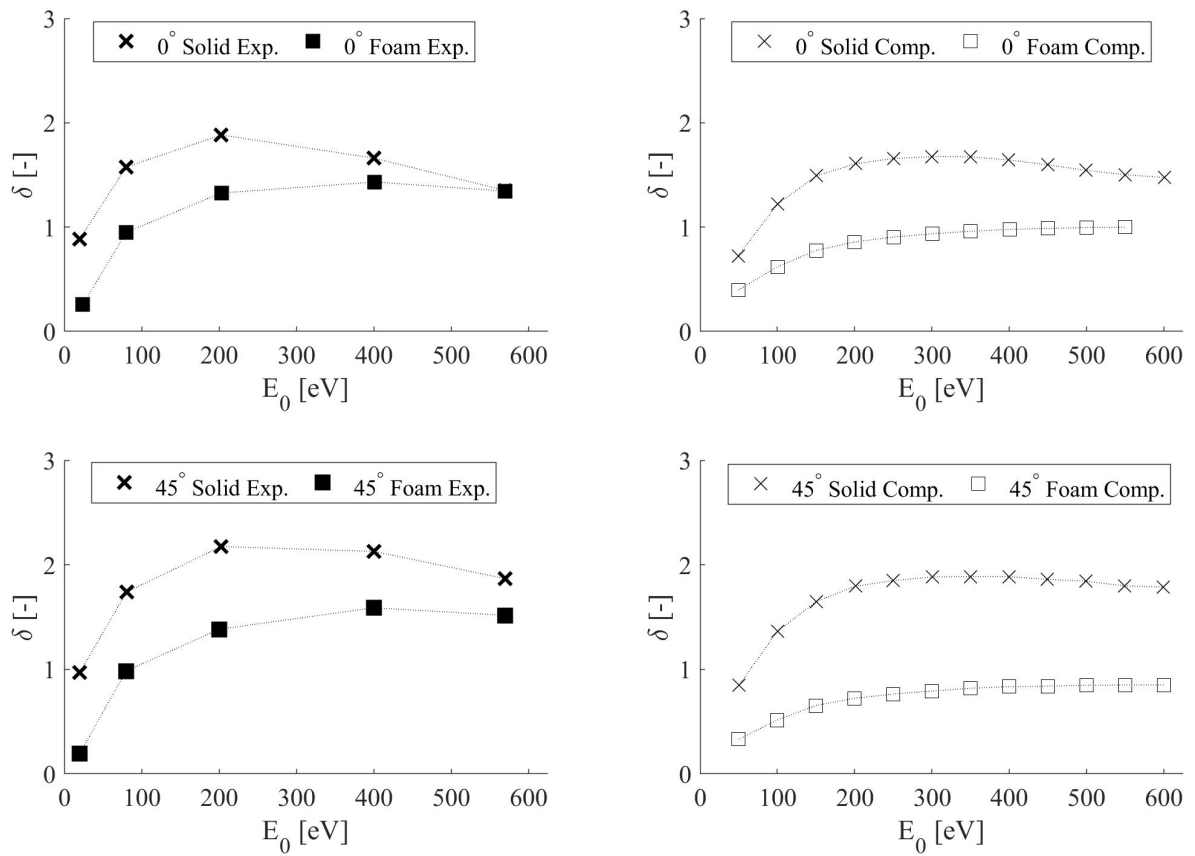 0° Solid Exp. 0° Foam Exp.
3
2
1
0
δ [-]
0 100 200 300 400 500 600
E₀ [eV]
0° Solid Comp. 0° Foam Comp.
3
2
1
0
δ [-]
0 100 200 300 400 500 600
E₀ [eV]
45° Solid Exp. 45° Foam Exp.
3
2
1
0
δ [-]
0 100 200 300 400 500 600
E₀ [eV]
45° Solid Comp. 45° Foam Comp.
3
2
1
0
δ [-]
0 100 200 300 400 500 600
E₀ [eV]